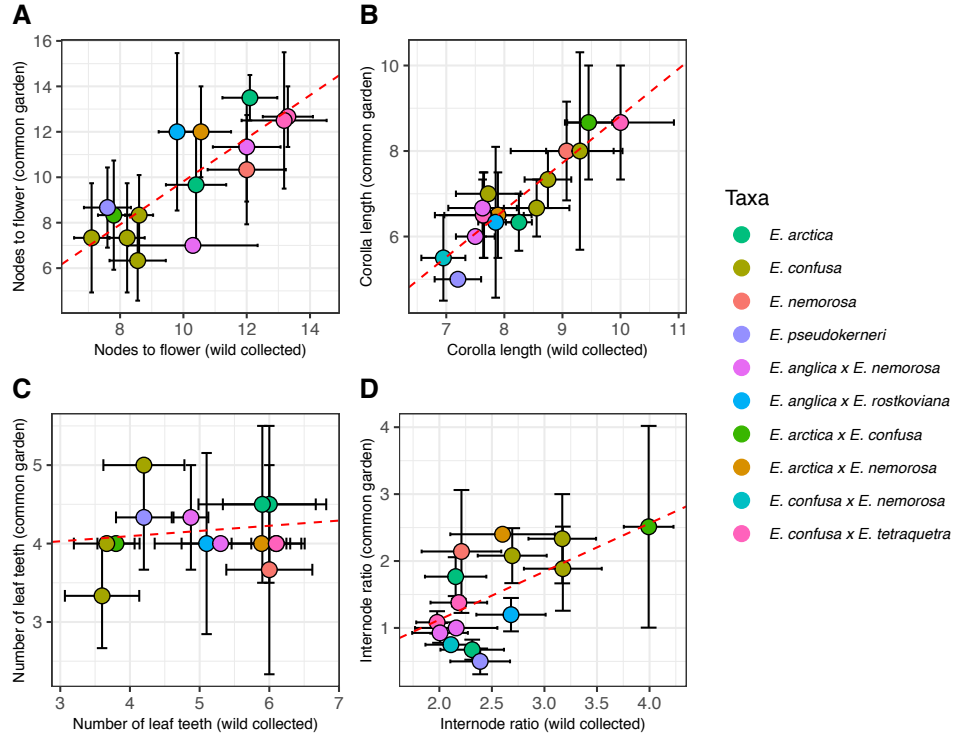 A
16
14
12
10
8
6
8
10
12
14
Nodes to flower (wild collected)
Nodes to flower (common garden)
B
10
8
6
7
8
9
10
11
Corolla length (wild collected)
Corolla length (common garden)
C
5
4
3
3
4
5
6
7
Number of leaf teeth (wild collected)
Number of leaf teeth (common garden)
D
4
3
2
1
2.0
2.5
3.0
3.5
4.0
Internode ratio (wild collected)
Internode ratio (common garden)
Taxa
E. arctica
E. confusa
E. nemorosa
E. pseudokerneri
E. anglica x E. nemorosa
E. anglica x E. rostkoviana
E. arctica x E. confusa
E. arctica x E. nemorosa
E. confusa x E. nemorosa
E. confusa x E. tetraquetra